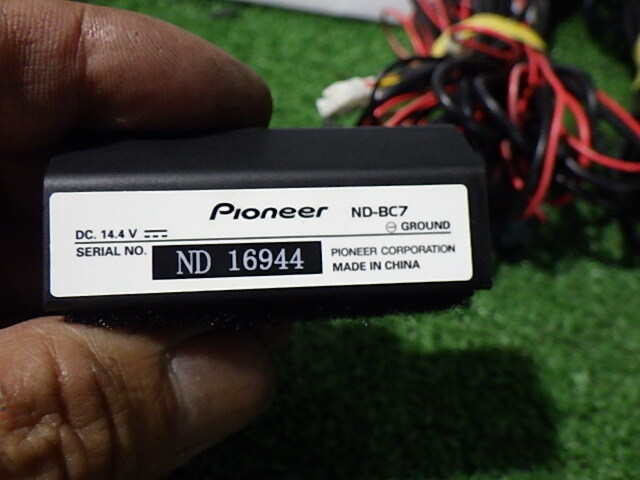 Pioneer ND-BC7
DC. 14.4 V ⎓ ⊖ GROUND
SERIAL NO. ND 16944 PIONEER CORPORATION
MADE IN CHINA